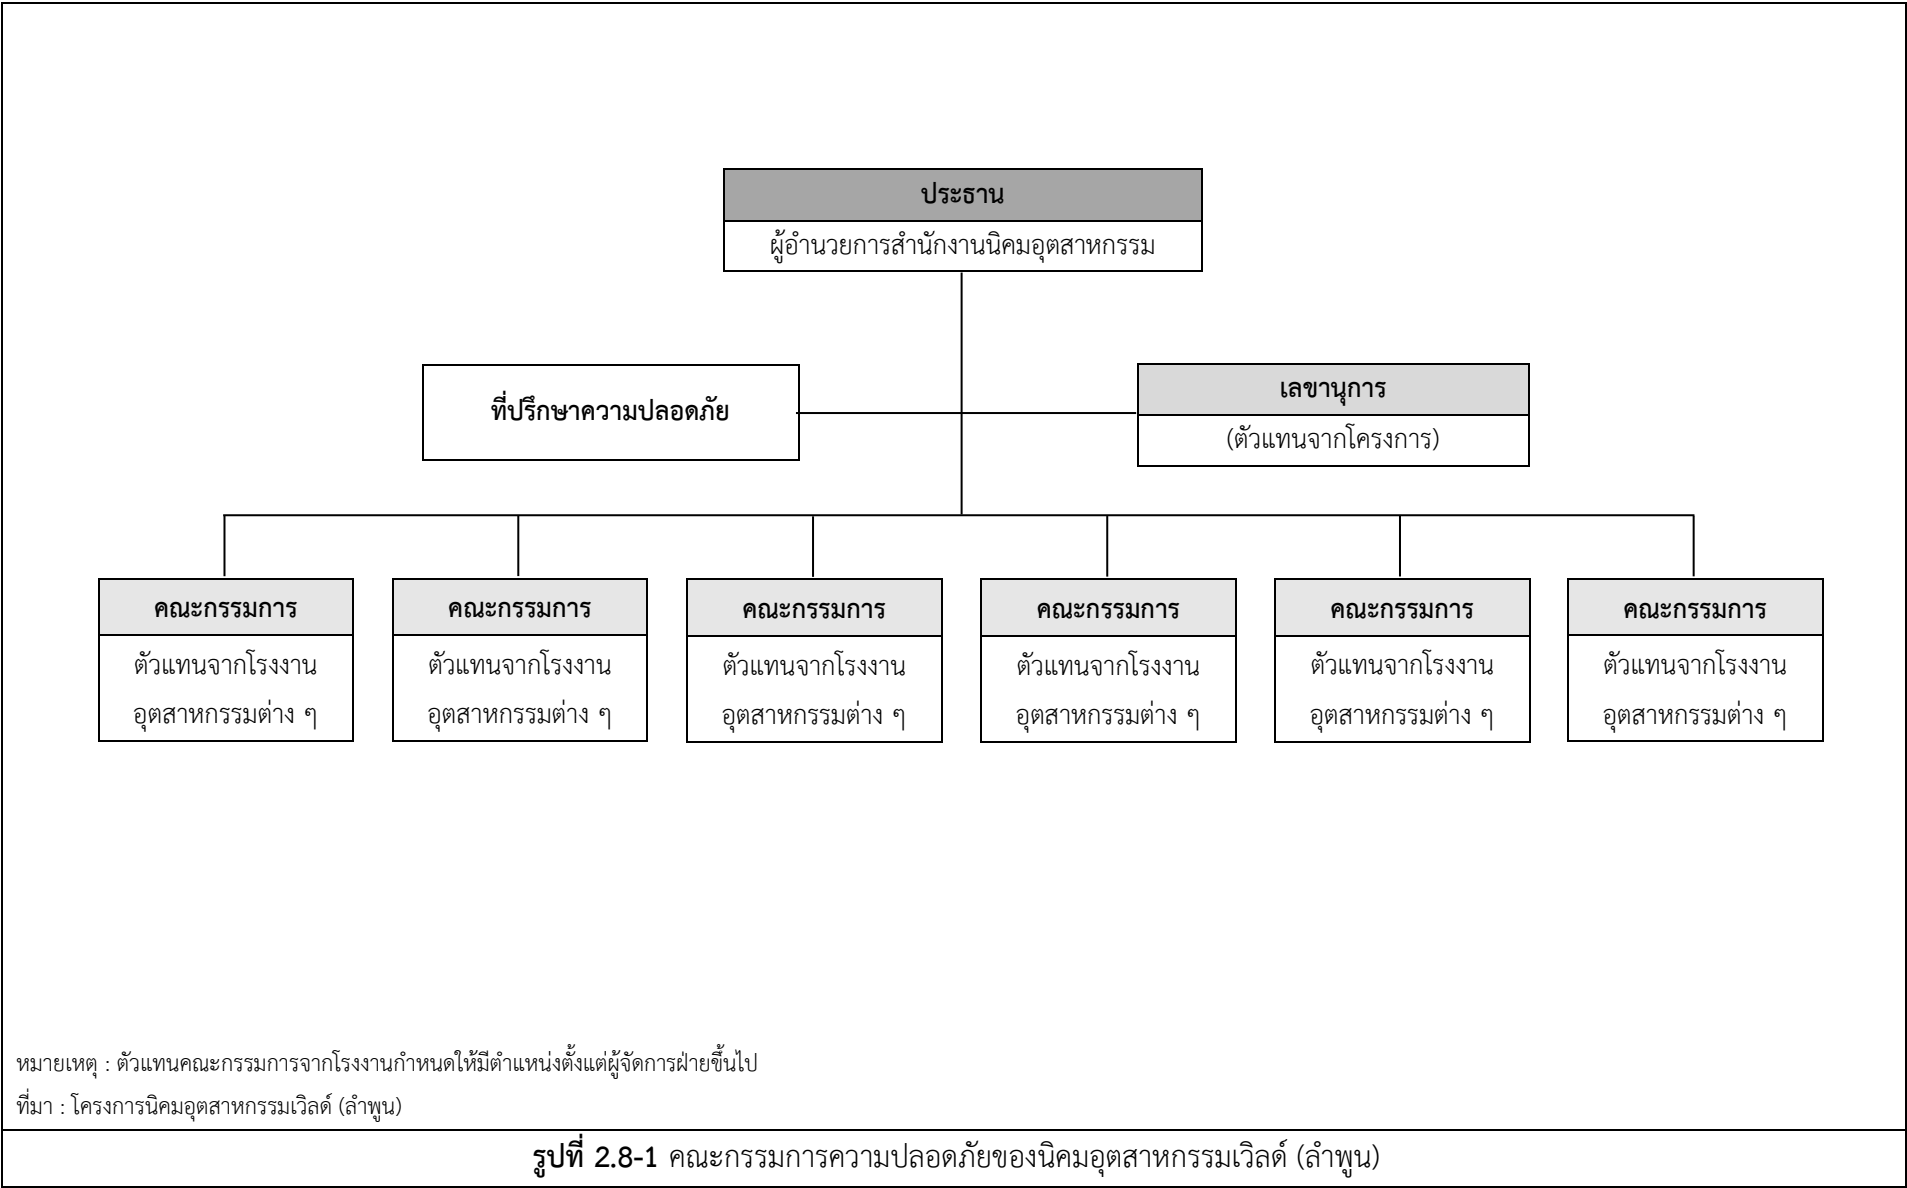 ประธาน
ผู้อำนวยการสำนักงานนิคมอุตสาหกรรม
ที่ปรึกษาความปลอดภัย
เลขานุการ
(ตัวแทนจากโครงการ)
คณะกรรมการ
ตัวแทนจากโรงงาน
อุตสาหกรรมต่าง ๆ
คณะกรรมการ
ตัวแทนจากโรงงาน
อุตสาหกรรมต่าง ๆ
คณะกรรมการ
ตัวแทนจากโรงงาน
อุตสาหกรรมต่าง ๆ
คณะกรรมการ
ตัวแทนจากโรงงาน
อุตสาหกรรมต่าง ๆ
คณะกรรมการ
ตัวแทนจากโรงงาน
อุตสาหกรรมต่าง ๆ
คณะกรรมการ
ตัวแทนจากโรงงาน
อุตสาหกรรมต่าง ๆ
หมายเหตุ : ตัวแทนคณะกรรมการจากโรงงานกำหนดให้มีตำแหน่งตั้งแต่ผู้จัดการฝ่ายขึ้นไป
ที่มา : โครงการนิคมอุตสาหกรรมเวิลด์ (ลำพูน)
รูปที่ 2.8-1 คณะกรรมการความปลอดภัยของนิคมอุตสาหกรรมเวิลด์ (ลำพูน)